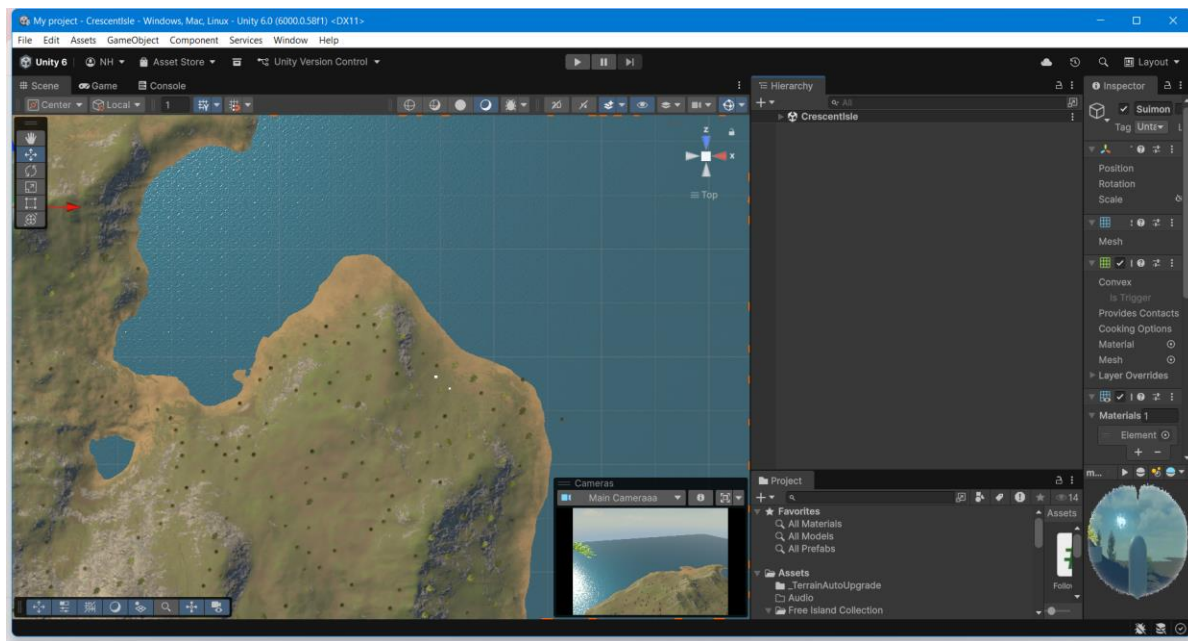 My project - CrescentIsle - Windows, Mac, Linux - Unity 6.0 (6000.0.58f1) <DX11>
File Edit Assets GameObject Component Services Window Help
Unity 6 NH Asset Store Unity Version Control Layout
Scene Game Console
Center Local 1
z
x
Top
Cameras
Main Cameraaa
Hierarchy
All
CrescentIsle
Project
14
Favorites
All Materials
All Models
All Prefabs
Assets
_TerrainAutoUpgrade
Audio
Free Island Collection
Assets
Follo
Inspector
Suimon
Tag Unta
Position
Rotation
Scale
Mesh
Convex
Is Trigger
Provides Contacts
Cooking Options
Material
Mesh
Layer Overrides
Materials 1
Element
m...